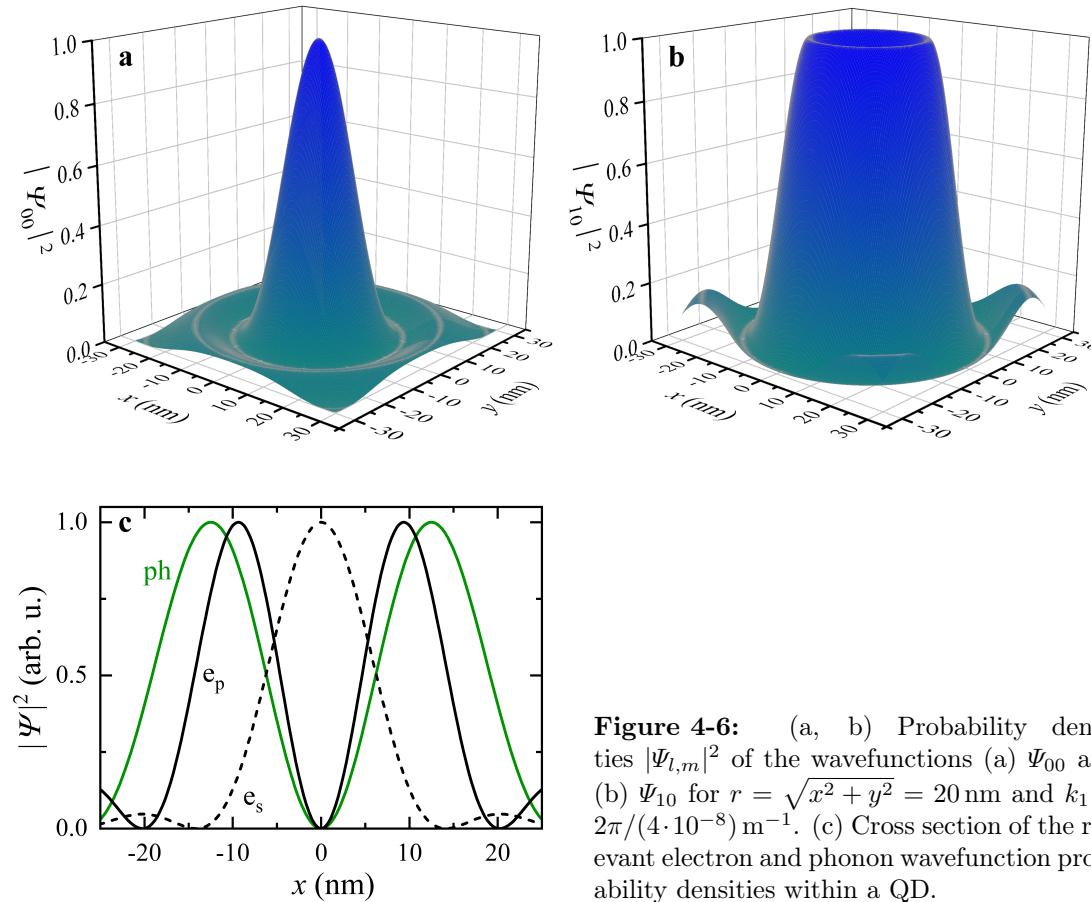 a
1.0
0.8
0.6
0.4
0.2
0.0
| Ψ00 |2
-30
-20
-10
0
10
20
30
x (nm)
-30
-20
-10
0
10
20
30
y (nm)
b
1.0
0.8
0.6
0.4
0.2
0.0
| Ψ10 |2
-30
-20
-10
0
10
20
30
x (nm)
-30
-20
-10
0
10
20
30
y (nm)
c
1.0
0.5
0.0
|Ψ|2 (arb. u.)
ph
ep
es
-20
-10
0
10
20
x (nm)
Figure 4-6: (a, b) Probability den
ties |Ψl,m|2 of the wavefunctions (a) Ψ00 a
(b) Ψ10 for r = √x2 + y2 = 20 nm and k1
2π/(4·10−8) m−1. (c) Cross section of the r
evant electron and phonon wavefunction pro
ability densities within a QD.